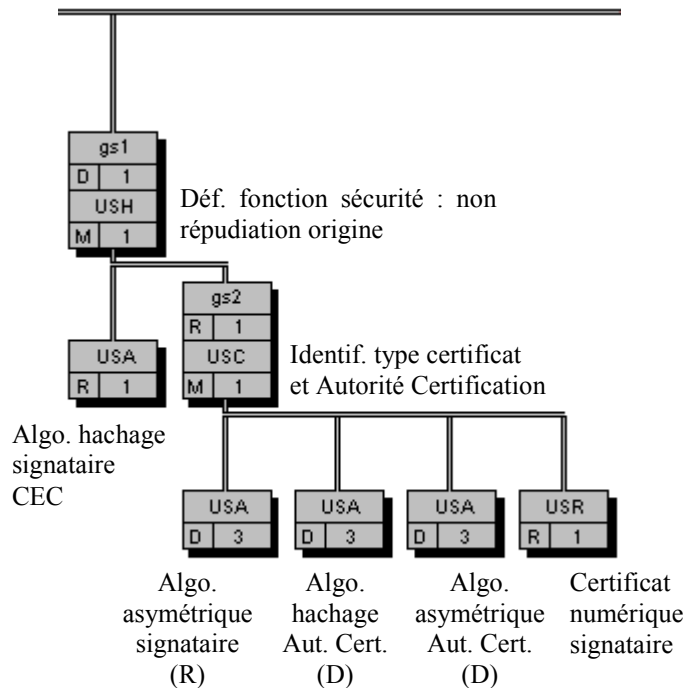 gs1
D 1
USH
M 1
Déf. fonction sécurité : non
répudiation origine
gs2
R 1
USC
M 1
Identif. type certificat
et Autorité Certification
USA
R 1
Algo. hachage
signataire
CEC
USA
D 3
Algo.
asymétrique
signataire
(R)
USA
D 3
Algo.
hachage
Aut. Cert.
(D)
USA
D 3
Algo.
asymétrique
Aut. Cert.
(D)
USR
R 1
Certificat
numérique
signataire